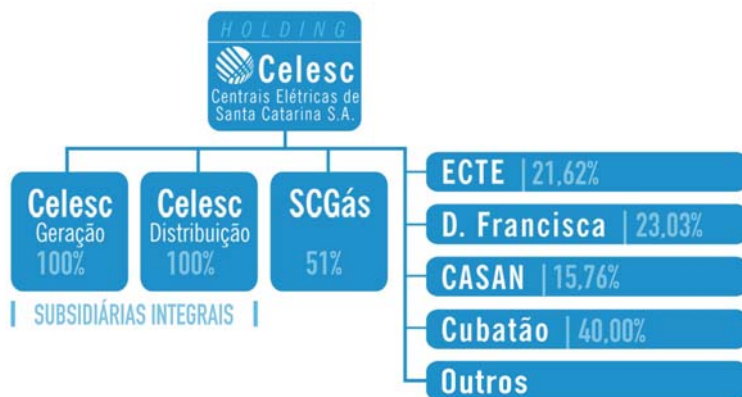 HOLDING
Celesc
Centrais Elétricas de
Santa Catarina S.A.
Celesc
Geração
100%
Celesc
Distribuição
100%
SCGás
51%
SUBSIDIÁRIAS INTEGRAIS
ECTE | 21,62%
D. Francisca | 23,03%
CASAN | 15,76%
Cubatão | 40,00%
Outros